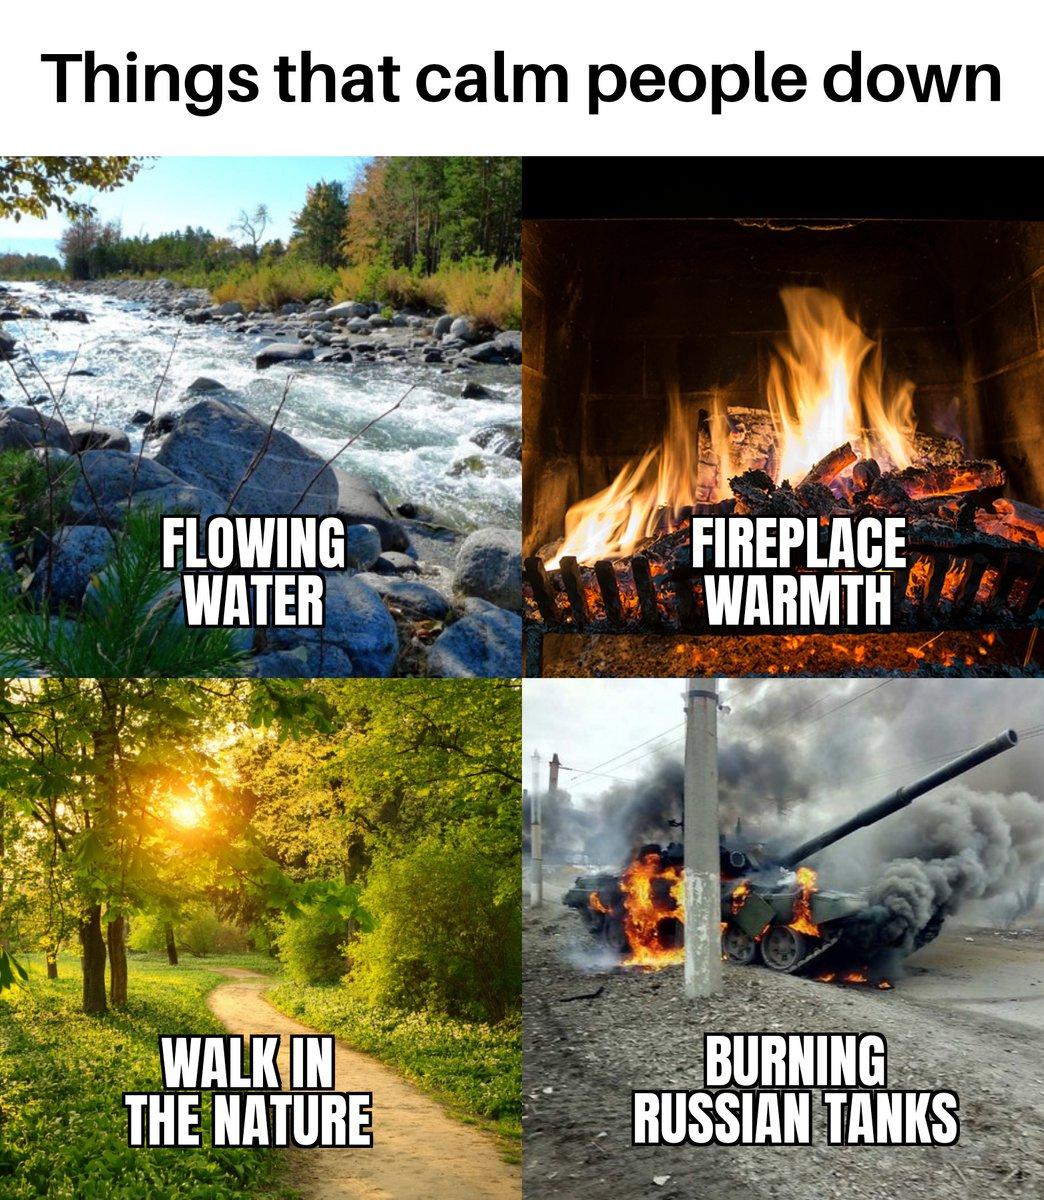 Things that calm people down
FLOWING
WATER
FIREPLACE
WARMTH
WALK IN
THE NATURE
BURNING
RUSSIAN TANKS